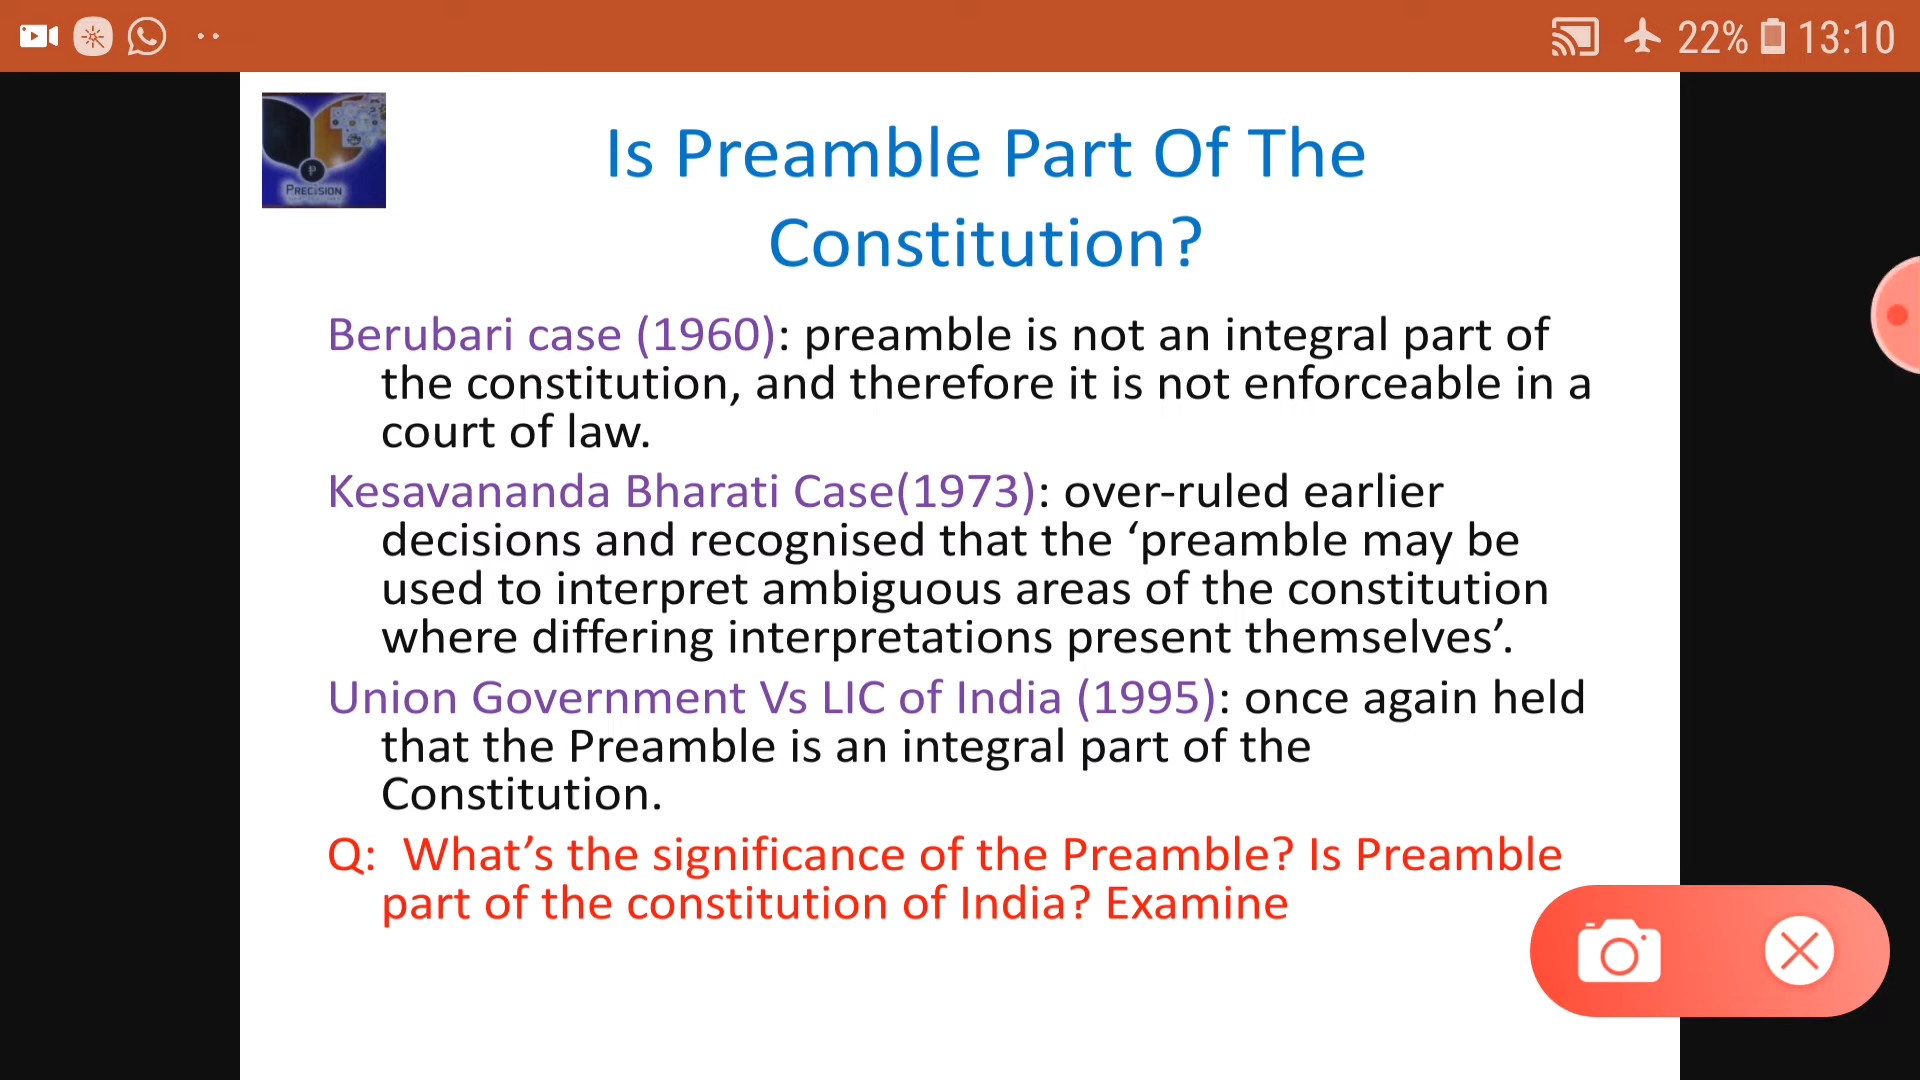 22% 13:10
PRECISION
Is Preamble Part Of The
Constitution?
Berubari case (1960): preamble is not an integral part of
the constitution, and therefore it is not enforceable in a
court of law.
Kesavananda Bharati Case(1973): over-ruled earlier
decisions and recognised that the ‘preamble may be
used to interpret ambiguous areas of the constitution
where differing interpretations present themselves’.
Union Government Vs LIC of India (1995): once again held
that the Preamble is an integral part of the
Constitution.
Q: What’s the significance of the Preamble? Is Preamble
part of the constitution of India? Examine